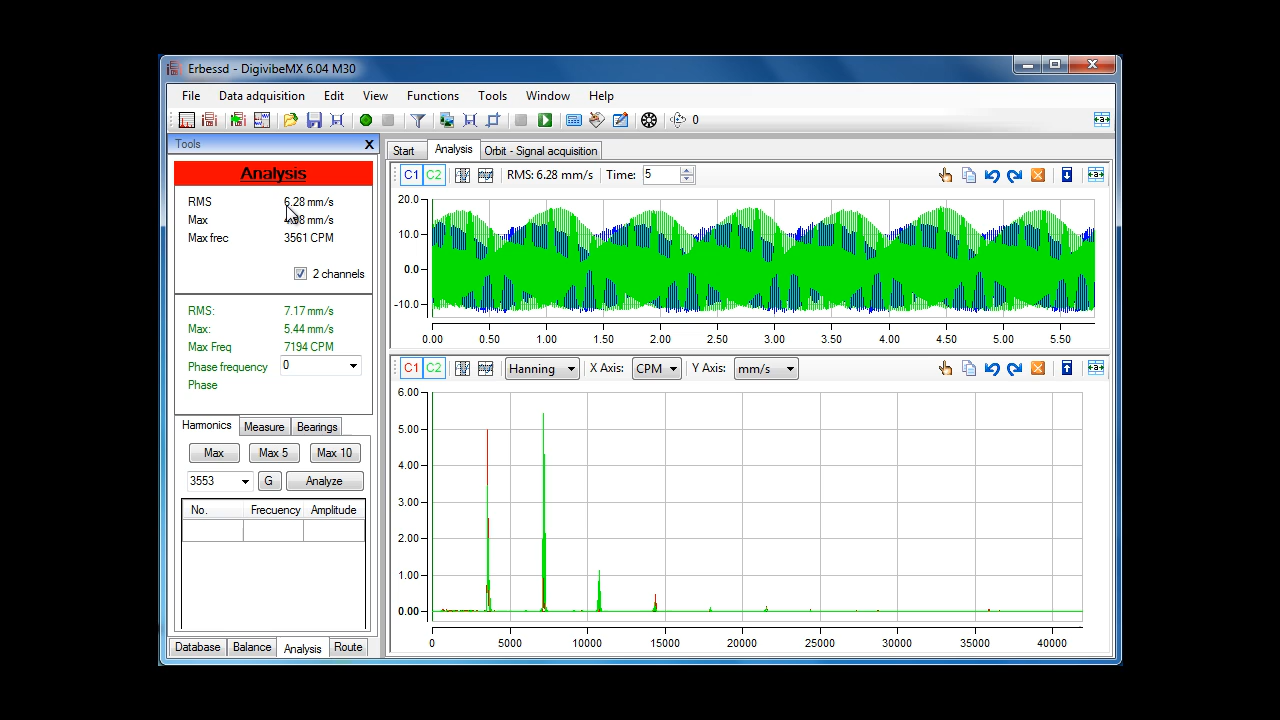 Erbessd - DigivibeMX 6.04 M30
File Data adquisition Edit View Functions Tools Window Help
0
Tools X
Start Analysis Orbit - Signal acquisition
Analysis
C1 C2 RMS: 6.28 mm/s Time: 5
RMS 6.28 mm/s
Max mm/s
Max frec 3561 CPM
2 channels
20.0
10.0
0.0
-10.0
0.00 0.50 1.00 1.50 2.00 2.50 3.00 3.50 4.00 4.50 5.00 5.50
RMS: 7.17 mm/s
Max: 5.44 mm/s
Max Freq 7194 CPM
Phase frequency 0
Phase
C1 C2 Hanning X Axis: CPM Y Axis: mm/s
Harmonics Measure Bearings
Max Max 5 Max 10
3553 G Analyze
No. Frecuency Amplitude
6.00
5.00
4.00
3.00
2.00
1.00
0.00
0 5000 10000 15000 20000 25000 30000 35000 40000
Database Balance Analysis Route